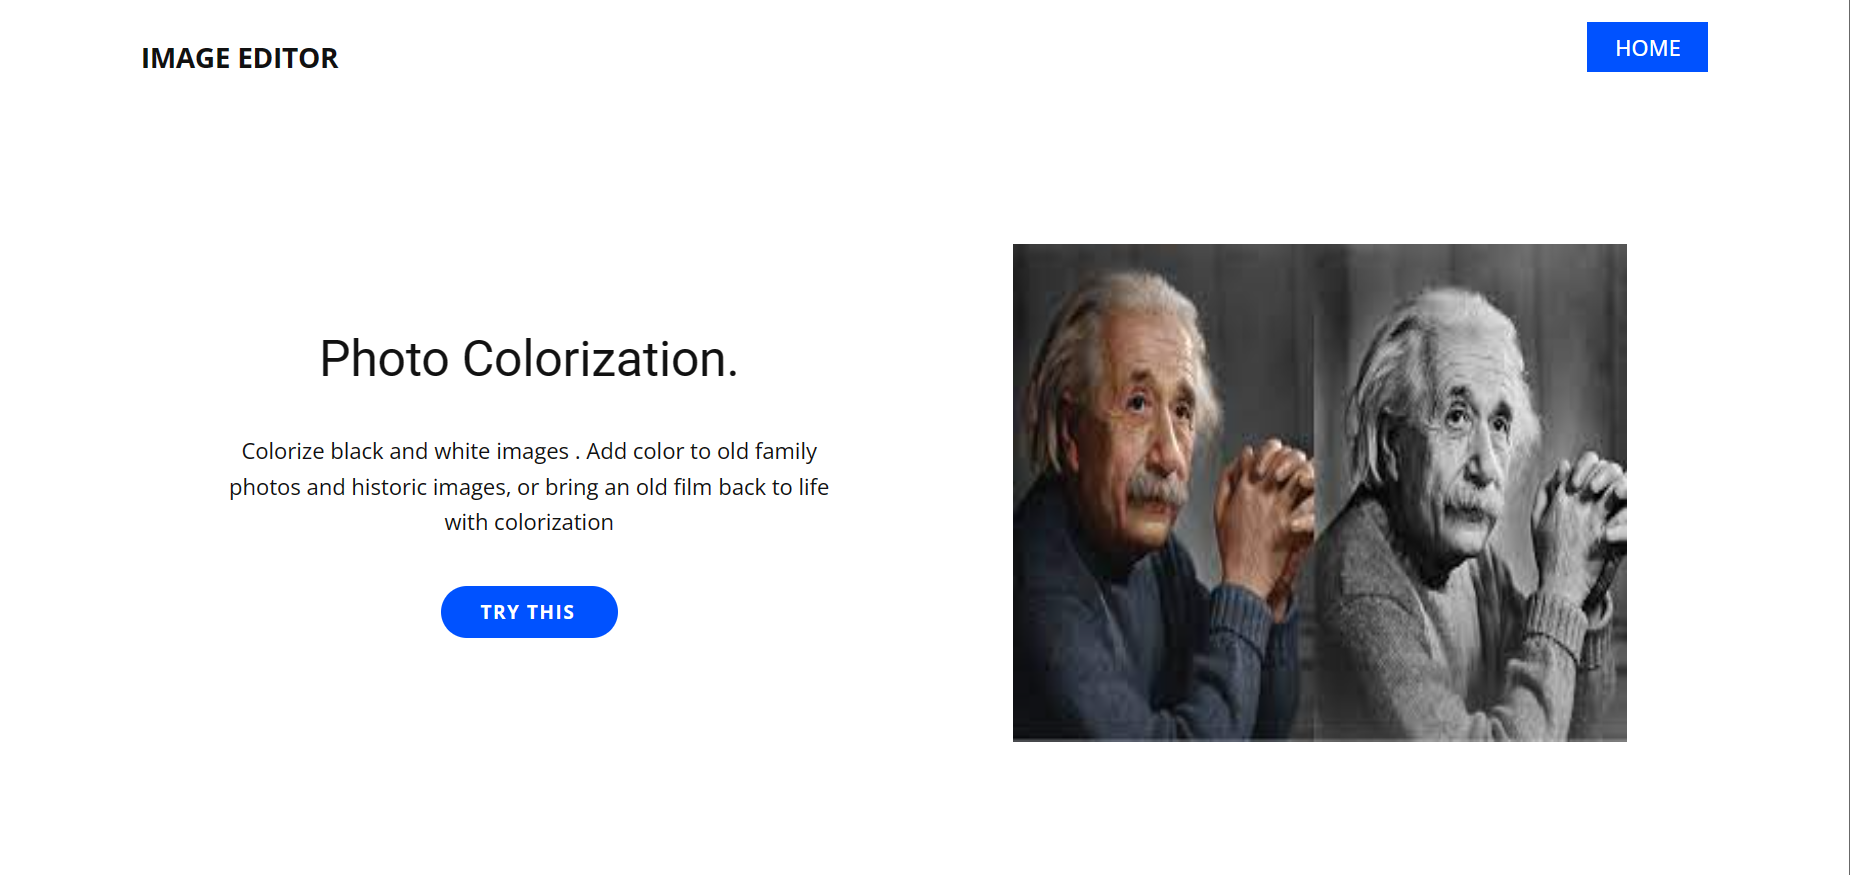 IMAGE EDITOR
HOME
Photo Colorization.
Colorize black and white images . Add color to old family
photos and historic images, or bring an old film back to life
with colorization
TRY THIS